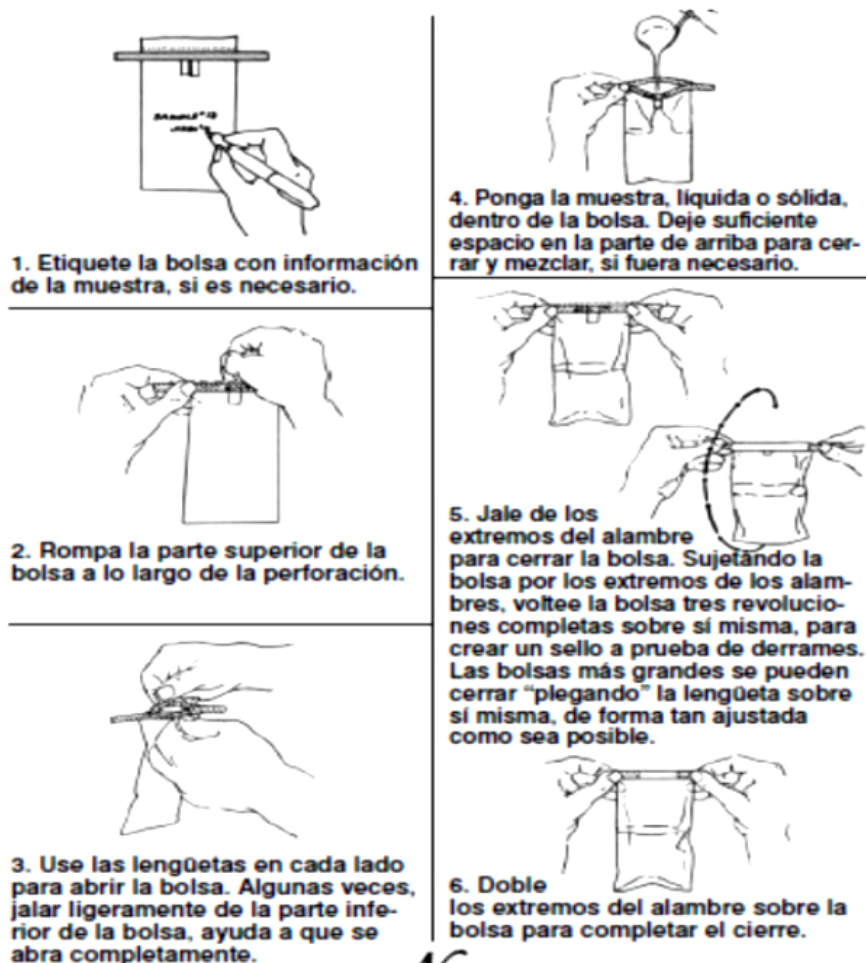 1. Etiquete la bolsa con información
de la muestra, si es necesario.
2. Rompa la parte superior de la
bolsa a lo largo de la perforación.
3. Use las lengüetas en cada lado
para abrir la bolsa. Algunas veces,
jalar ligeramente de la parte infe-
rior de la bolsa, ayuda a que se
abra completamente.
4. Ponga la muestra, líquida o sólida,
dentro de la bolsa. Deje suficiente
espacio en la parte de arriba para cer-
rar y mezclar, si fuera necesario.
5. Jale de los
extremos del alambre
para cerrar la bolsa. Sujetando la
bolsa por los extremos de los alam-
bres, voltee la bolsa tres revolucio-
nes completas sobre sí misma, para
crear un sello a prueba de derrames.
Las bolsas más grandes se pueden
cerrar “plegando” la lengüeta sobre
sí misma, de forma tan ajustada
como sea posible.
6. Doble
los extremos del alambre sobre la
bolsa para completar el cierre.